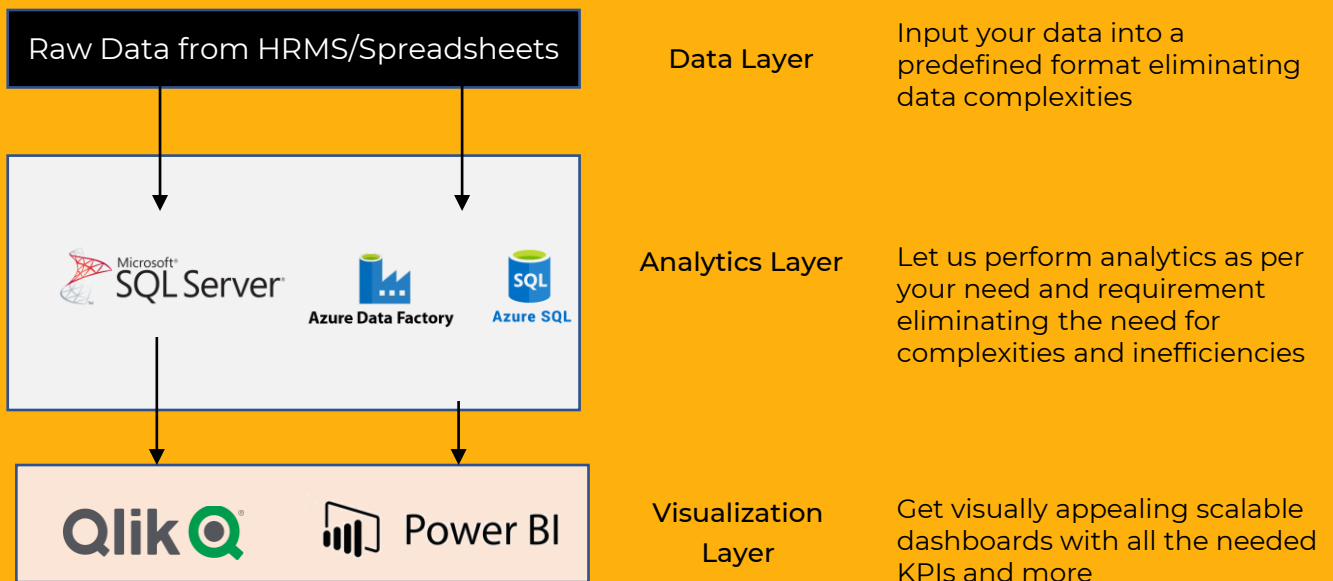 Raw Data from HRMS/Spreadsheets
Data Layer
Input your data into a
predefined format eliminating
data complexities
Microsoft®
SQL Server®
Azure Data Factory
SQL
Azure SQL
Analytics Layer
Let us perform analytics as per
your need and requirement
eliminating the need for
complexities and inefficiencies
Qlik
Power BI
Visualization
Layer
Get visually appealing scalable
dashboards with all the needed
KPIs and more